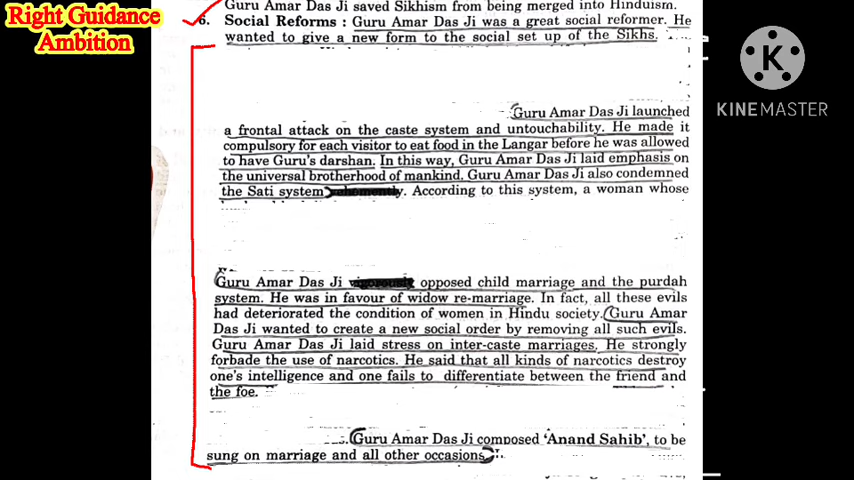 Right Guidance
Ambition
Guru Amar Das Ji saved Sikhism from being merged into Hinduism.
6. Social Reforms : Guru Amar Das Ji was a great social reformer. He
wanted to give a new form to the social set up of the Sikhs.
K
KINEMASTER
Guru Amar Das Ji launched
a frontal attack on the caste system and untouchability. He made it
compulsory for each visitor to eat food in the Langar before he was allowed
to have Guru's darshan. In this way, Guru Amar Das Ji laid emphasis on
the universal brotherhood of mankind. Guru Amar Das Ji also condemned
the Sati system According to this system, a woman whose
Guru Amar Das Ji opposed child marriage and the purdah
system. He was in favour of widow re-marriage. In fact, all these evils
had deteriorated the condition of women in Hindu society. Guru Amar
Das Ji wanted to create a new social order by removing all such evils.
Guru Amar Das Ji laid stress on inter-caste marriages. He strongly
forbade the use of narcotics. He said that all kinds of narcotics destroy
one's intelligence and one fails to differentiate between the friend and
the foe.
Guru Amar Das Ji composed 'Anand Sahib', to be
sung on marriage and all other occasions